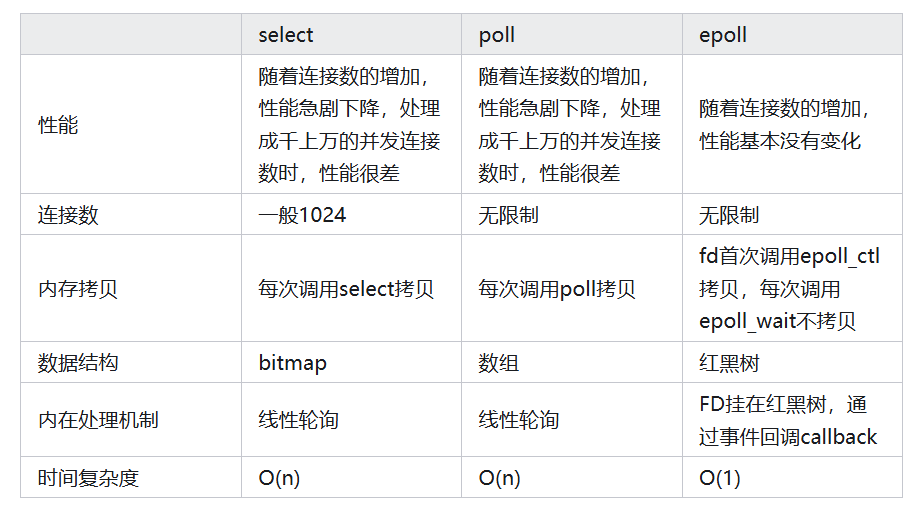 select poll epoll
性能
随着连接数的增加，
性能急剧下降，处理
成千上万的并发连接
数时，性能很差
随着连接数的增加，
性能急剧下降，处理
成千上万的并发连接
数时，性能很差
随着连接数的增加，
性能基本没有变化
连接数 一般1024 无限制 无限制
内存拷贝 每次调用select拷贝 每次调用poll拷贝
fd首次调用epoll_ctl
拷贝，每次调用
epoll_wait不拷贝
数据结构 bitmap 数组 红黑树
内在处理机制 线性轮询 线性轮询
FD挂在红黑树，通
过事件回调callback
时间复杂度 O(n) O(n) O(1)